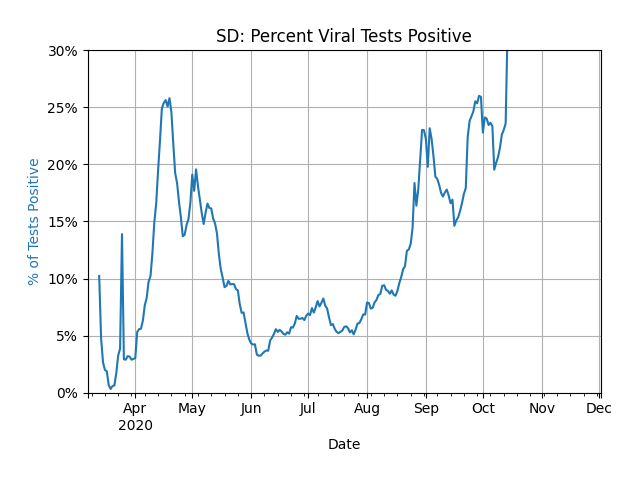 SD: Percent Viral Tests Positive
30%
25%
20%
15%
10%
5%
0%
% of Tests Positive
Apr May Jun Jul Aug Sep Oct Nov Dec
2020
Date